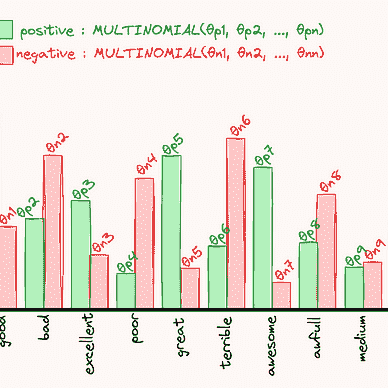 positive : MULTINOMIAL(θp1, θp2, ..., θpn)
negative : MULTINOMIAL(θn1, θn2, ..., θnn)
θn1 θp2 θn2 θp3 θn3 θp4 θn4 θp5 θn5 θp6 θn6 θp7 θn7 θp8 θn8 θp9 θn9
good bad excellent poor great terrible awesome awfull medium